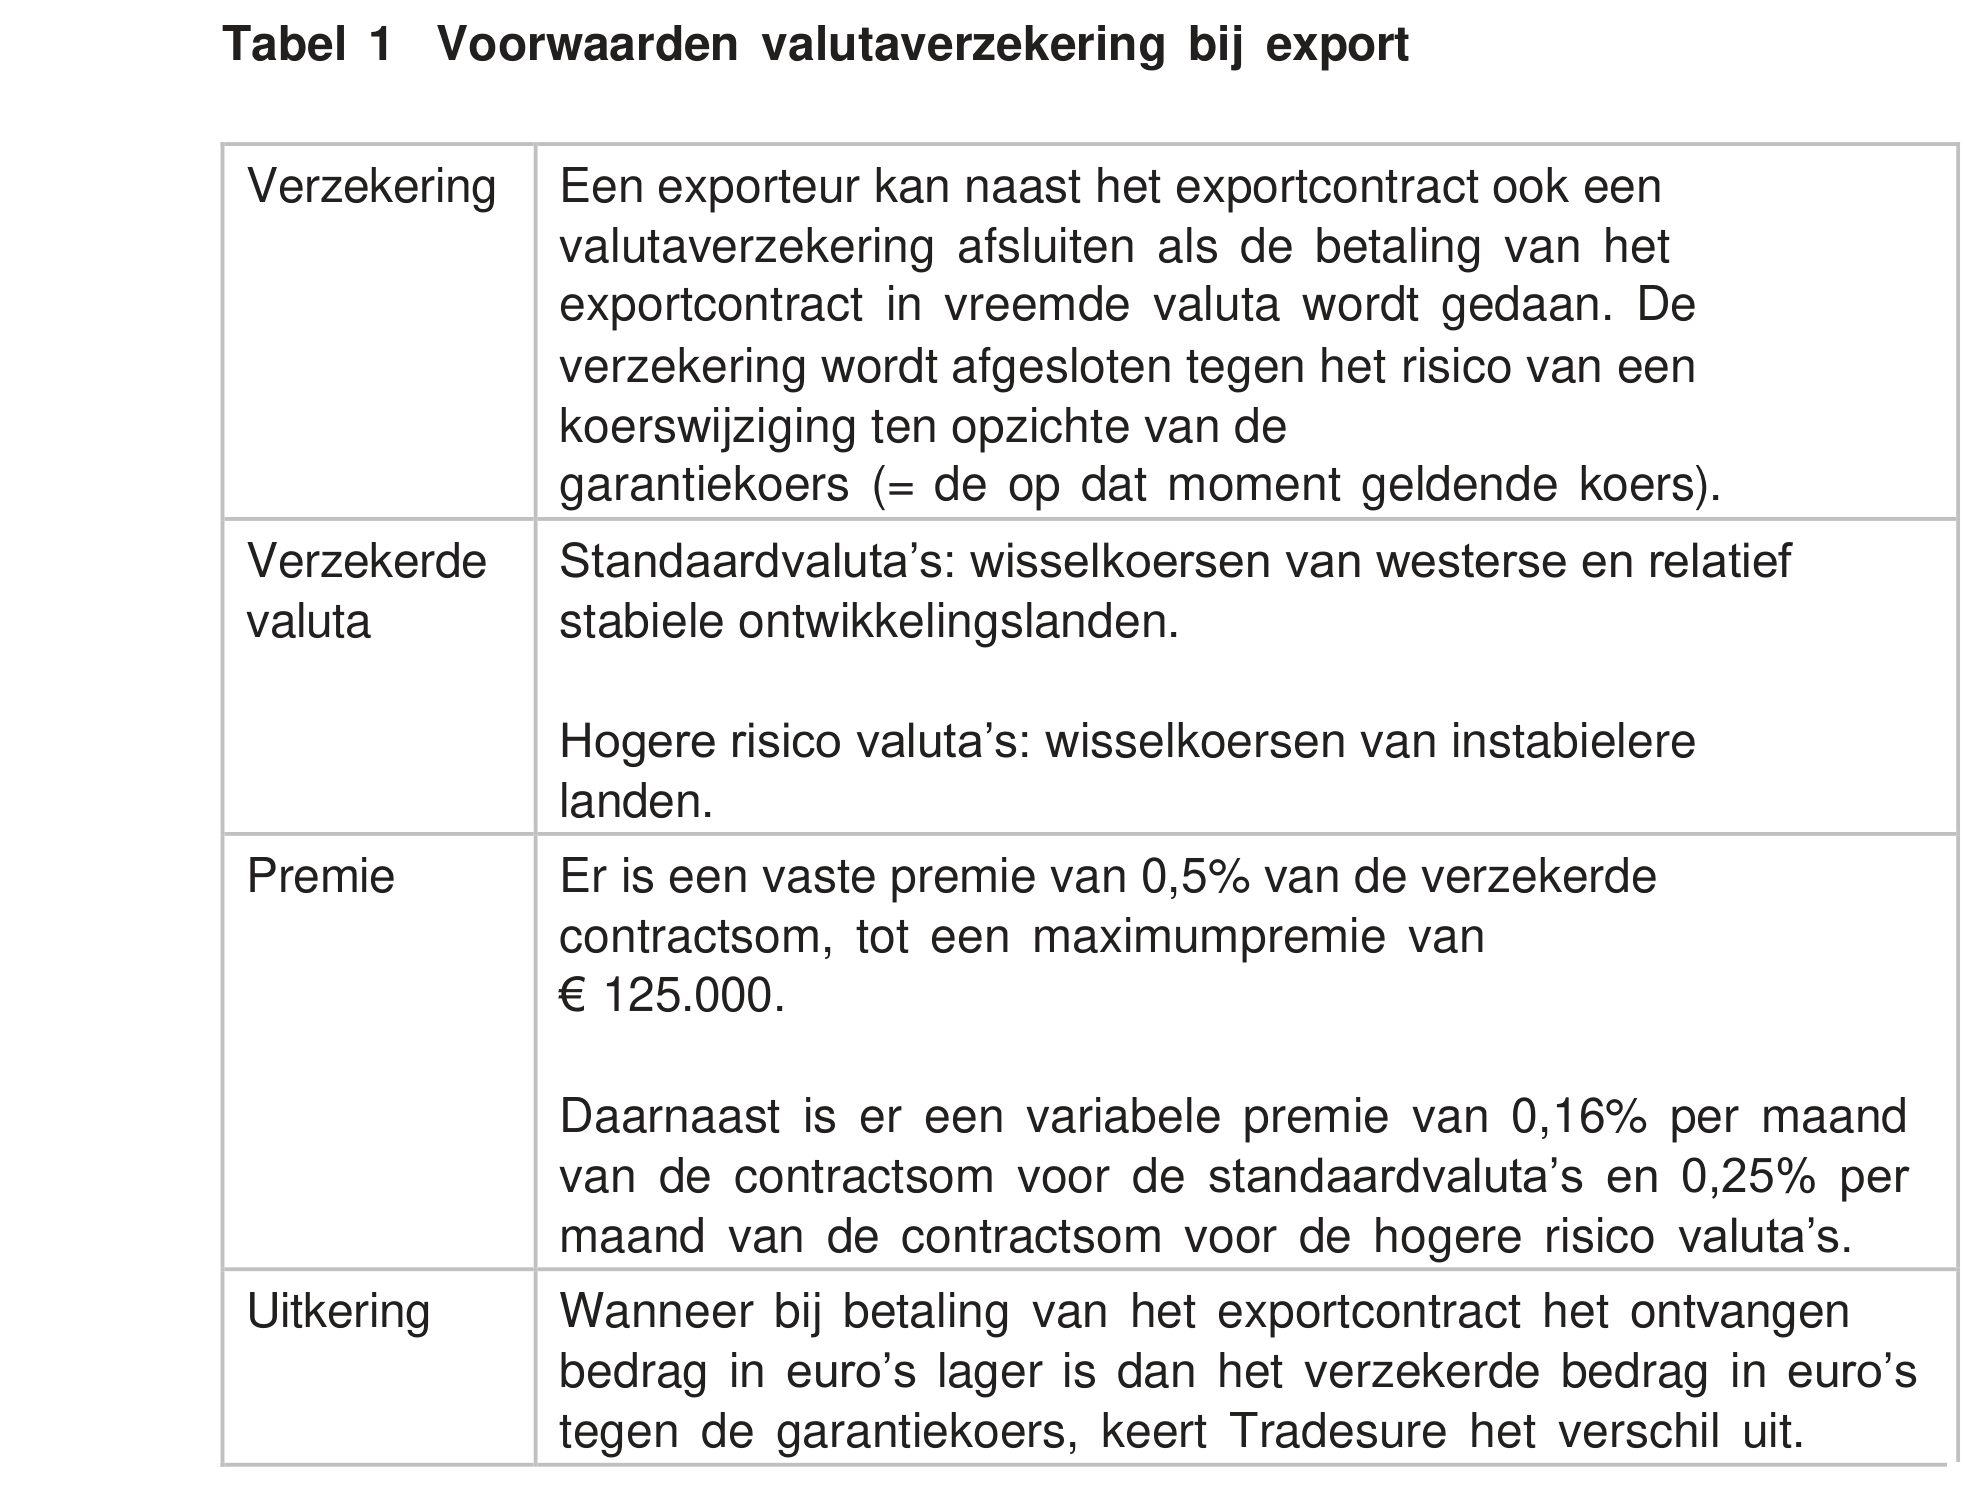 Tabel 1 Voorwaarden valutaverzekering bij export
Verzekering
Een exporteur kan naast het exportcontract ook een
valutaverzekering afsluiten als de betaling van het
exportcontract in vreemde valuta wordt gedaan. De
verzekering wordt afgesloten tegen het risico van een
koerswijziging ten opzichte van de
garantiekoers (= de op dat moment geldende koers).
Verzekerde
valuta
Standaardvaluta’s: wisselkoersen van westerse en relatief
stabiele ontwikkelingslanden.
Hogere risico valuta’s: wisselkoersen van instabielere
landen.
Premie
Er is een vaste premie van 0,5% van de verzekerde
contractsom, tot een maximumpremie van
€ 125.000.
Daarnaast is er een variabele premie van 0,16% per maand
van de contractsom voor de standaardvaluta’s en 0,25% per
maand van de contractsom voor de hogere risico valuta’s.
Uitkering
Wanneer bij betaling van het exportcontract het ontvangen
bedrag in euro’s lager is dan het verzekerde bedrag in euro’s
tegen de garantiekoers, keert Tradesure het verschil uit.